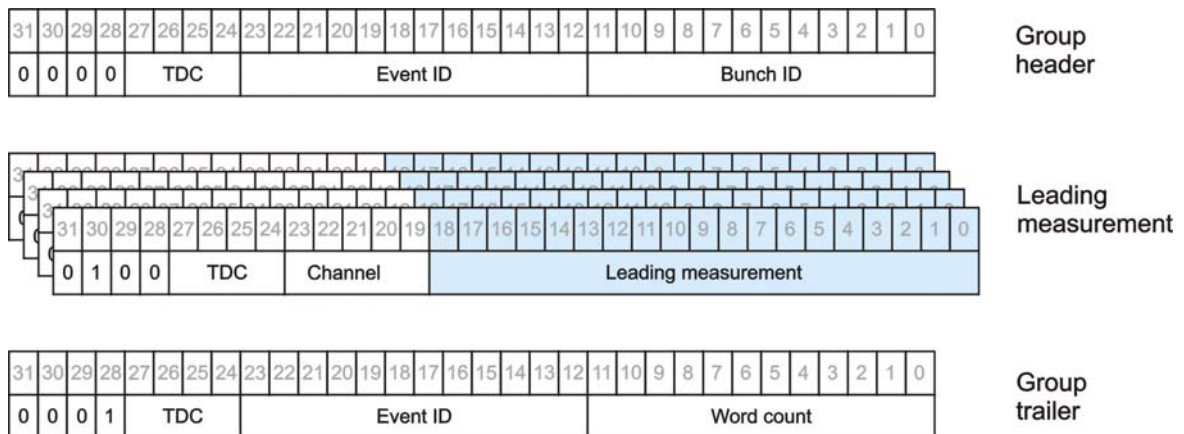 31 30 29 28 27 26 25 24 23 22 21 20 19 18 17 16 15 14 13 12 11 10 9 8 7 6 5 4 3 2 1 0
0 0 0 0 TDC Event ID Bunch ID
Group
header
31 30 29 28 27 26 25 24 23 22 21 20 19 18 17 16 15 14 13 12 11 10 9 8 7 6 5 4 3 2 1 0
0 1 0 0 TDC Channel Leading measurement
Leading
measurement
31 30 29 28 27 26 25 24 23 22 21 20 19 18 17 16 15 14 13 12 11 10 9 8 7 6 5 4 3 2 1 0
0 0 0 1 TDC Event ID Word count
Group
trailer